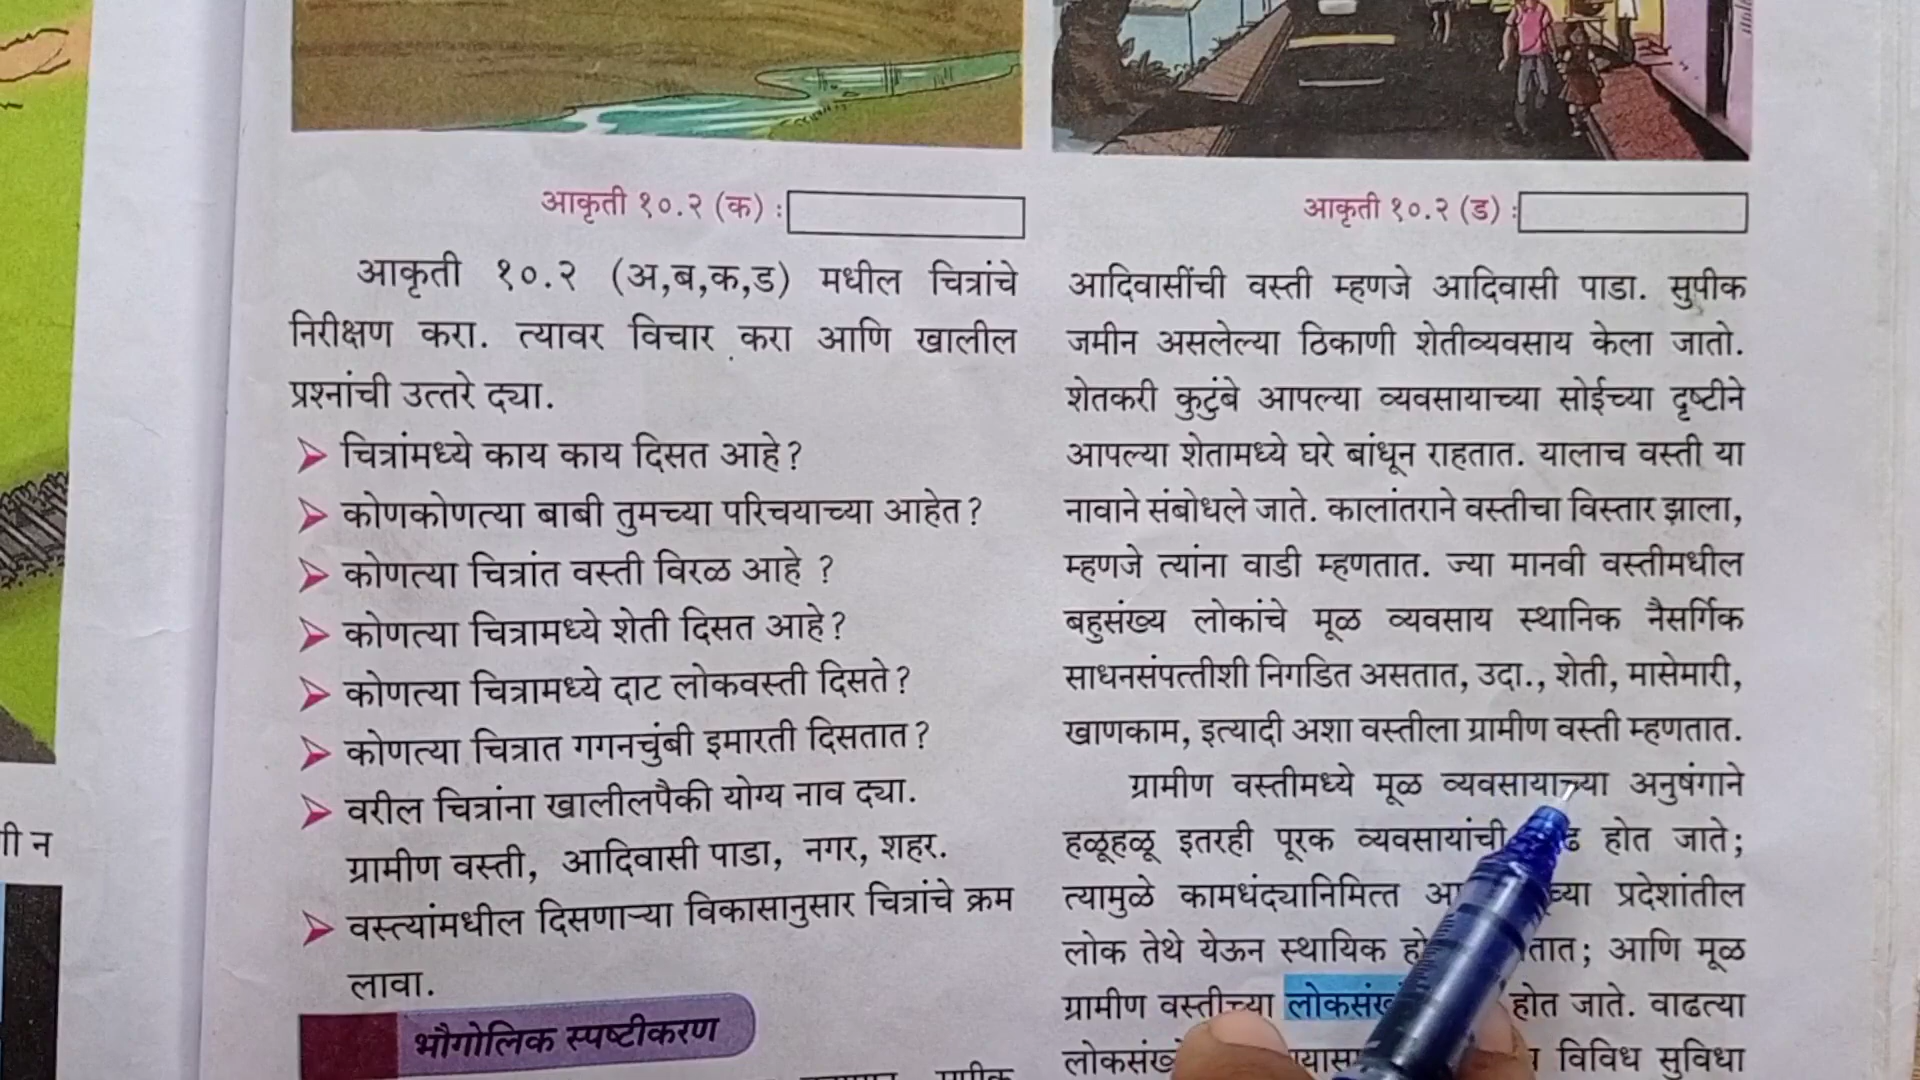 आकृती १०.२ (क) :
आकृती १०.२ (अ,ब,क,ड) मधील चित्रांचे
निरीक्षण करा. त्यावर विचार करा आणि खालील
प्रश्नांची उत्तरे द्या.
चित्रांमध्ये काय काय दिसत आहे?
कोणकोणत्या बाबी तुमच्या परिचयाच्या आहेत?
कोणत्या चित्रांत वस्ती विरळ आहे ?
कोणत्या चित्रामध्ये शेती दिसत आहे?
कोणत्या चित्रामध्ये दाट लोकवस्ती दिसते?
कोणत्या चित्रात गगनचुंबी इमारती दिसतात?
वरील चित्रांना खालीलपैकी योग्य नाव द्या.
ग्रामीण वस्ती, आदिवासी पाडा, नगर, शहर.
वस्त्यांमधील दिसणाऱ्या विकासानुसार चित्रांचे क्रम
लावा.
भौगोलिक स्पष्टीकरण
आकृती १०.२ (ड) :
आदिवासींची वस्ती म्हणजे आदिवासी पाडा. सुपीक
जमीन असलेल्या ठिकाणी शेतीव्यवसाय केला जातो.
शेतकरी कुटुंबे आपल्या व्यवसायाच्या सोईच्या दृष्टीने
आपल्या शेतामध्ये घरे बांधून राहतात. यालाच वस्ती या
नावाने संबोधले जाते. कालांतराने वस्तीचा विस्तार झाला,
म्हणजे त्यांना वाडी म्हणतात. ज्या मानवी वस्तीमधील
बहुसंख्य लोकांचे मूळ व्यवसाय स्थानिक नैसर्गिक
साधनसंपत्तीशी निगडित असतात, उदा., शेती, मासेमारी,
खाणकाम, इत्यादी अशा वस्तीला ग्रामीण वस्ती म्हणतात.
ग्रामीण वस्तीमध्ये मूळ व्यवसायाच्या अनुषंगाने
हळूहळू इतरही पूरक व्यवसायांची होत जाते;
त्यामुळे कामधंद्यानिमित्त प्रदेशांतील
लोक तेथे येऊन स्थायिक आणि मूळ
ग्रामीण वस्तीच्या होत जाते. वाढत्या
विविध सुविधा